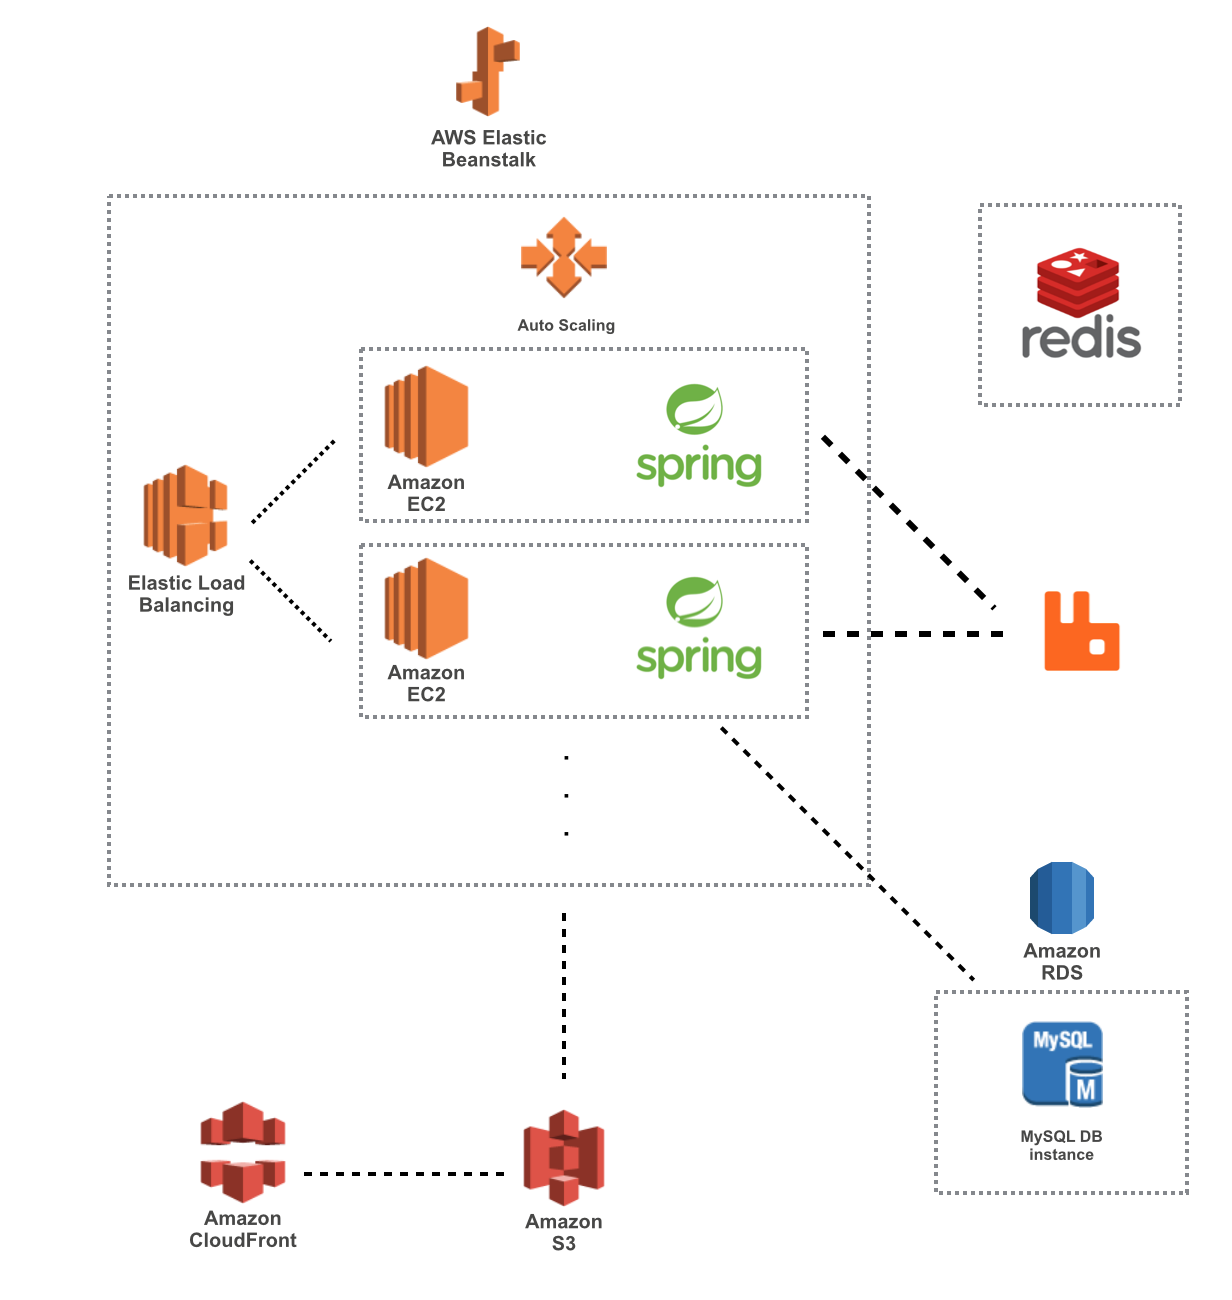 AWS Elastic
Beanstalk
Auto Scaling
redis
Amazon
EC2
spring
Elastic Load
Balancing
Amazon
EC2
spring
Amazon
RDS
MySQL
M
MySQL DB
instance
Amazon
CloudFront
Amazon
S3